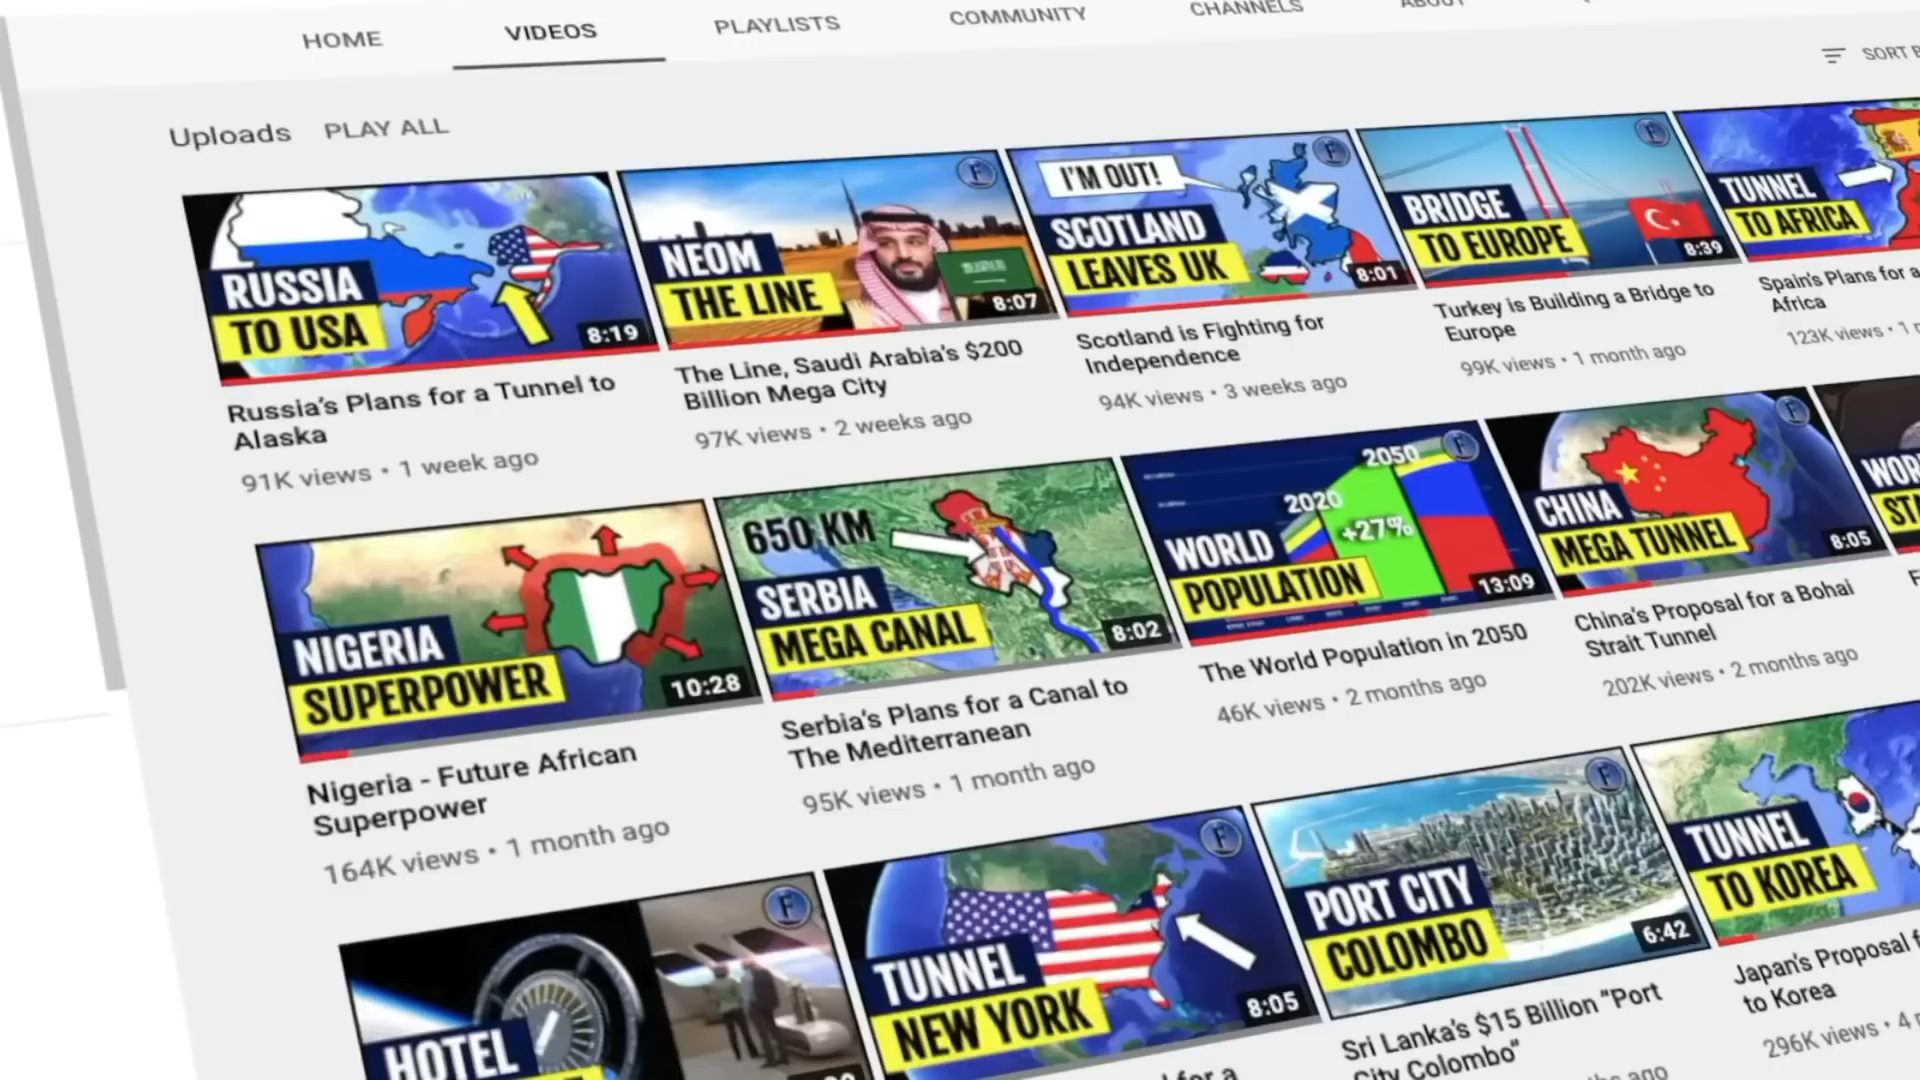 HOME
VIDEOS
PLAYLISTS
COMMUNITY
CHANNELS
ABOUT
SORT B
Uploads PLAY ALL
RUSSIA
TO USA
8:19
Russia's Plans for a Tunnel to
Alaska
91K views • 1 week ago
NEOM
THE LINE
8:07
The Line, Saudi Arabia's $200
Billion Mega City
97K views • 2 weeks ago
I'M OUT!
SCOTLAND
LEAVES UK
8:01
Scotland is Fighting for
Independence
94K views • 3 weeks ago
BRIDGE
TO EUROPE
8:39
Turkey is Building a Bridge to
Europe
99K views • 1 month ago
TUNNEL
TO AFRICA
Spain's Plans for a
Africa
123K views • 1
NIGERIA
SUPERPOWER
10:28
Nigeria - Future African
Superpower
164K views • 1 month ago
650 KM
SERBIA
MEGA CANAL
8:02
Serbia's Plans for a Canal to
The Mediterranean
95K views • 1 month ago
2050
2020
+27%
WORLD
POPULATION
13:09
The World Population in 2050
46K views • 2 months ago
CHINA
MEGA TUNNEL
8:05
China's Proposal for a Bohai
Strait Tunnel
202K views • 2 months ago
WOR
STA
HOTEL
TUNNEL
NEW YORK
8:05
for a
PORT CITY
COLOMBO
6:42
Sri Lanka's $15 Billion "Port
City Colombo"
ago
TUNNEL
TO KOREA
Japan's Proposal f
to Korea
296K views • 4